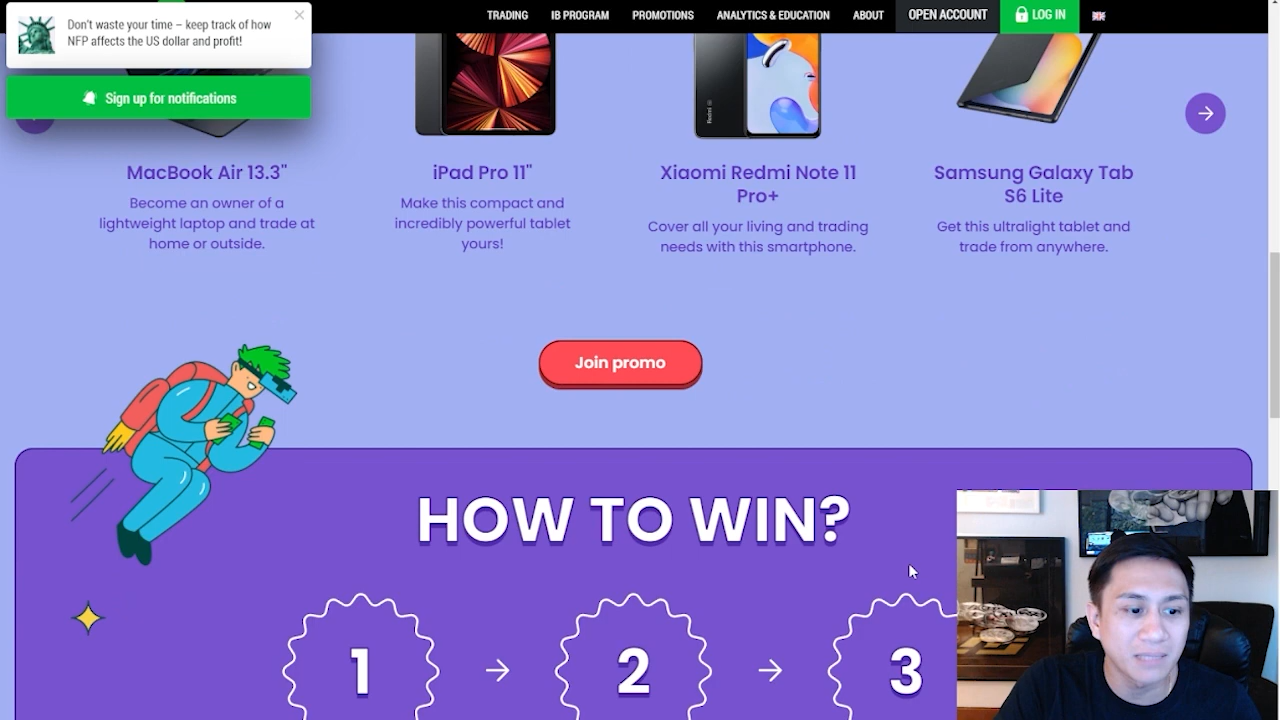 Don't waste your time – keep track of how
NFP affects the US dollar and profit!
Sign up for notifications
TRADING
IB PROGRAM
PROMOTIONS
ANALYTICS & EDUCATION
ABOUT
OPEN ACCOUNT
LOG IN
MacBook Air 13.3"
Become an owner of a
lightweight laptop and trade at
home or outside.
iPad Pro 11"
Make this compact and
incredibly powerful tablet
yours!
Redmi
Xiaomi Redmi Note 11
Pro+
Cover all your living and trading
needs with this smartphone.
Samsung Galaxy Tab
S6 Lite
Get this ultralight tablet and
trade from anywhere.
Join promo
HOW TO WIN?
1
2
3